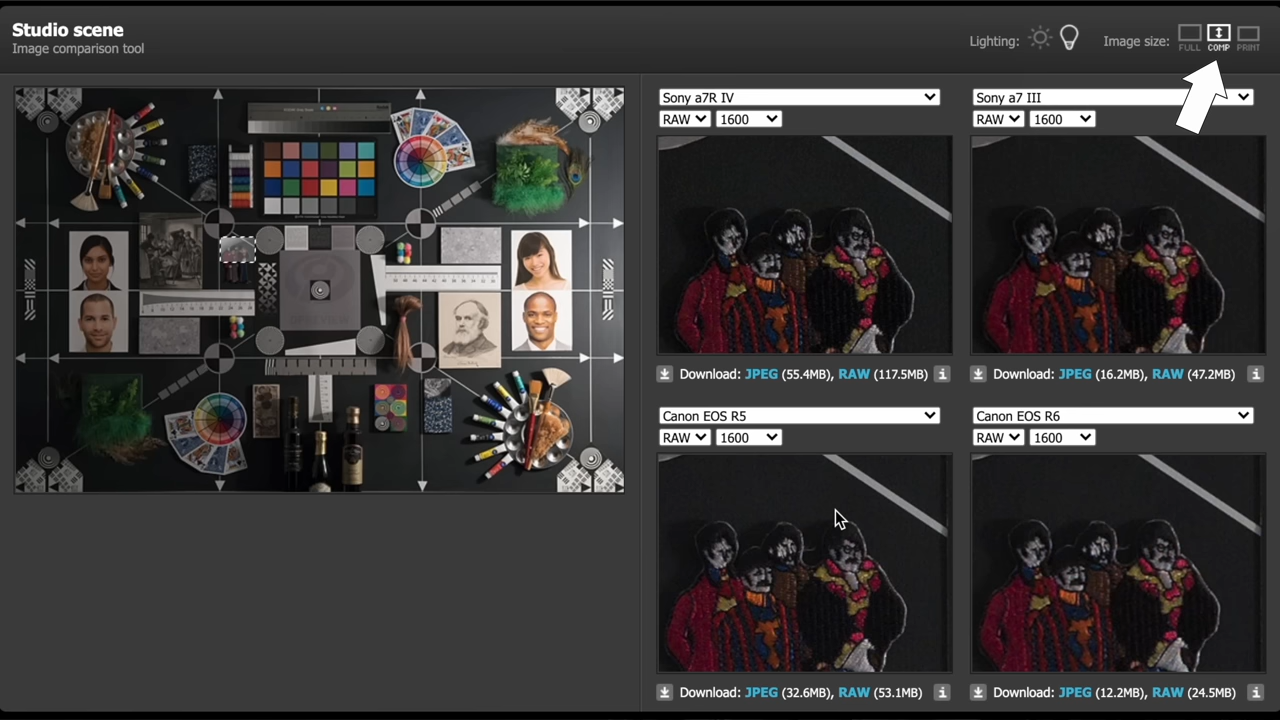 Studio scene
Image comparison tool
Lighting:
Image size:
FULL
COMP
PRINT
Sony a7R IV
RAW 1600
Download: JPEG (55.4MB), RAW (117.5MB)
Sony a7 III
RAW 1600
Download: JPEG (16.2MB), RAW (47.2MB)
Canon EOS R5
RAW 1600
Download: JPEG (32.6MB), RAW (53.1MB)
Canon EOS R6
RAW 1600
Download: JPEG (12.2MB), RAW (24.5MB)